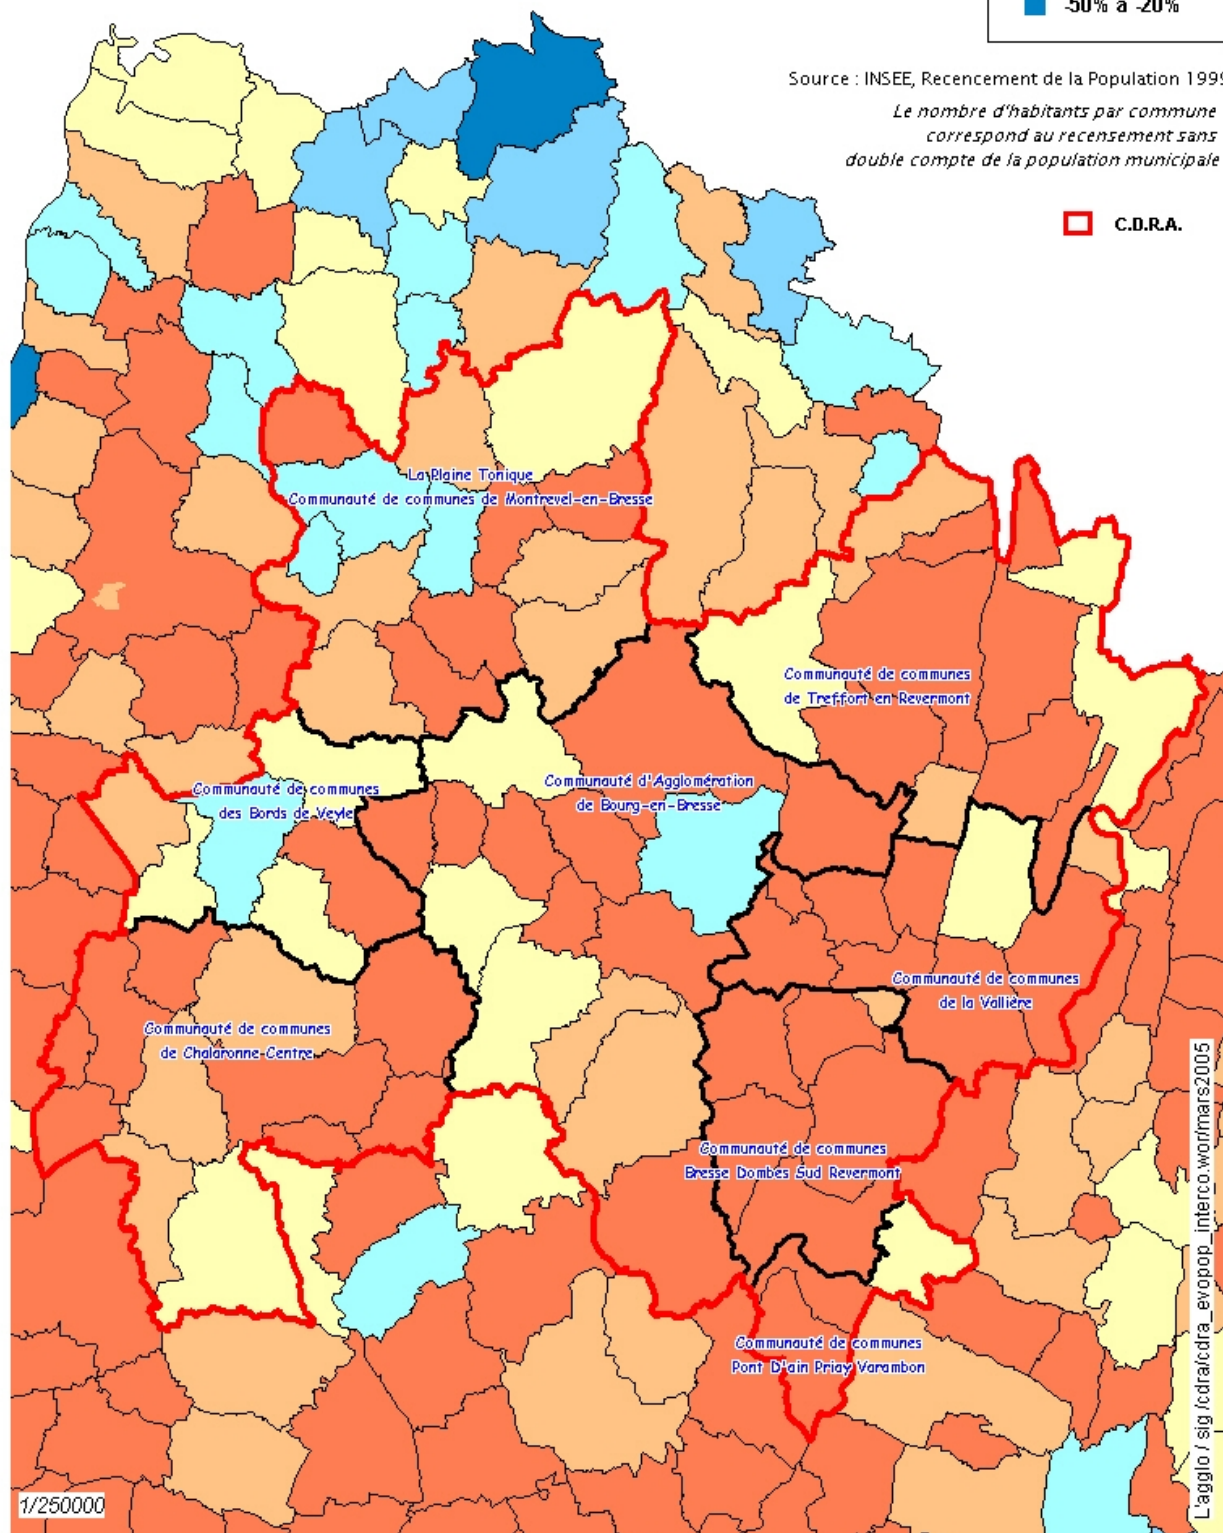 -50% à -20%
Source : INSEE, Recencement de la Population 1999
Le nombre d'habitants par commune
correspond au recensement sans
double compte de la population municipale
C.D.R.A.
La Plaine Tonique
Communauté de communes de Montrevel-en-Bresse
Communauté de communes
de Treffort en Revermont
Communauté de communes
des Bords de Veyle
Communauté d'Agglomération
de Bourg-en-Bresse
Communauté de communes
de la Vallière
Communauté de communes
de Chalaronne Centre
Communauté de communes
Bresse Dombes Sud Revermont
Communauté de communes
Pont D'ain Priay Varambon
L'agglo / sig /cdra/cdra_evopop_interco.wor/mars2005
1/250000